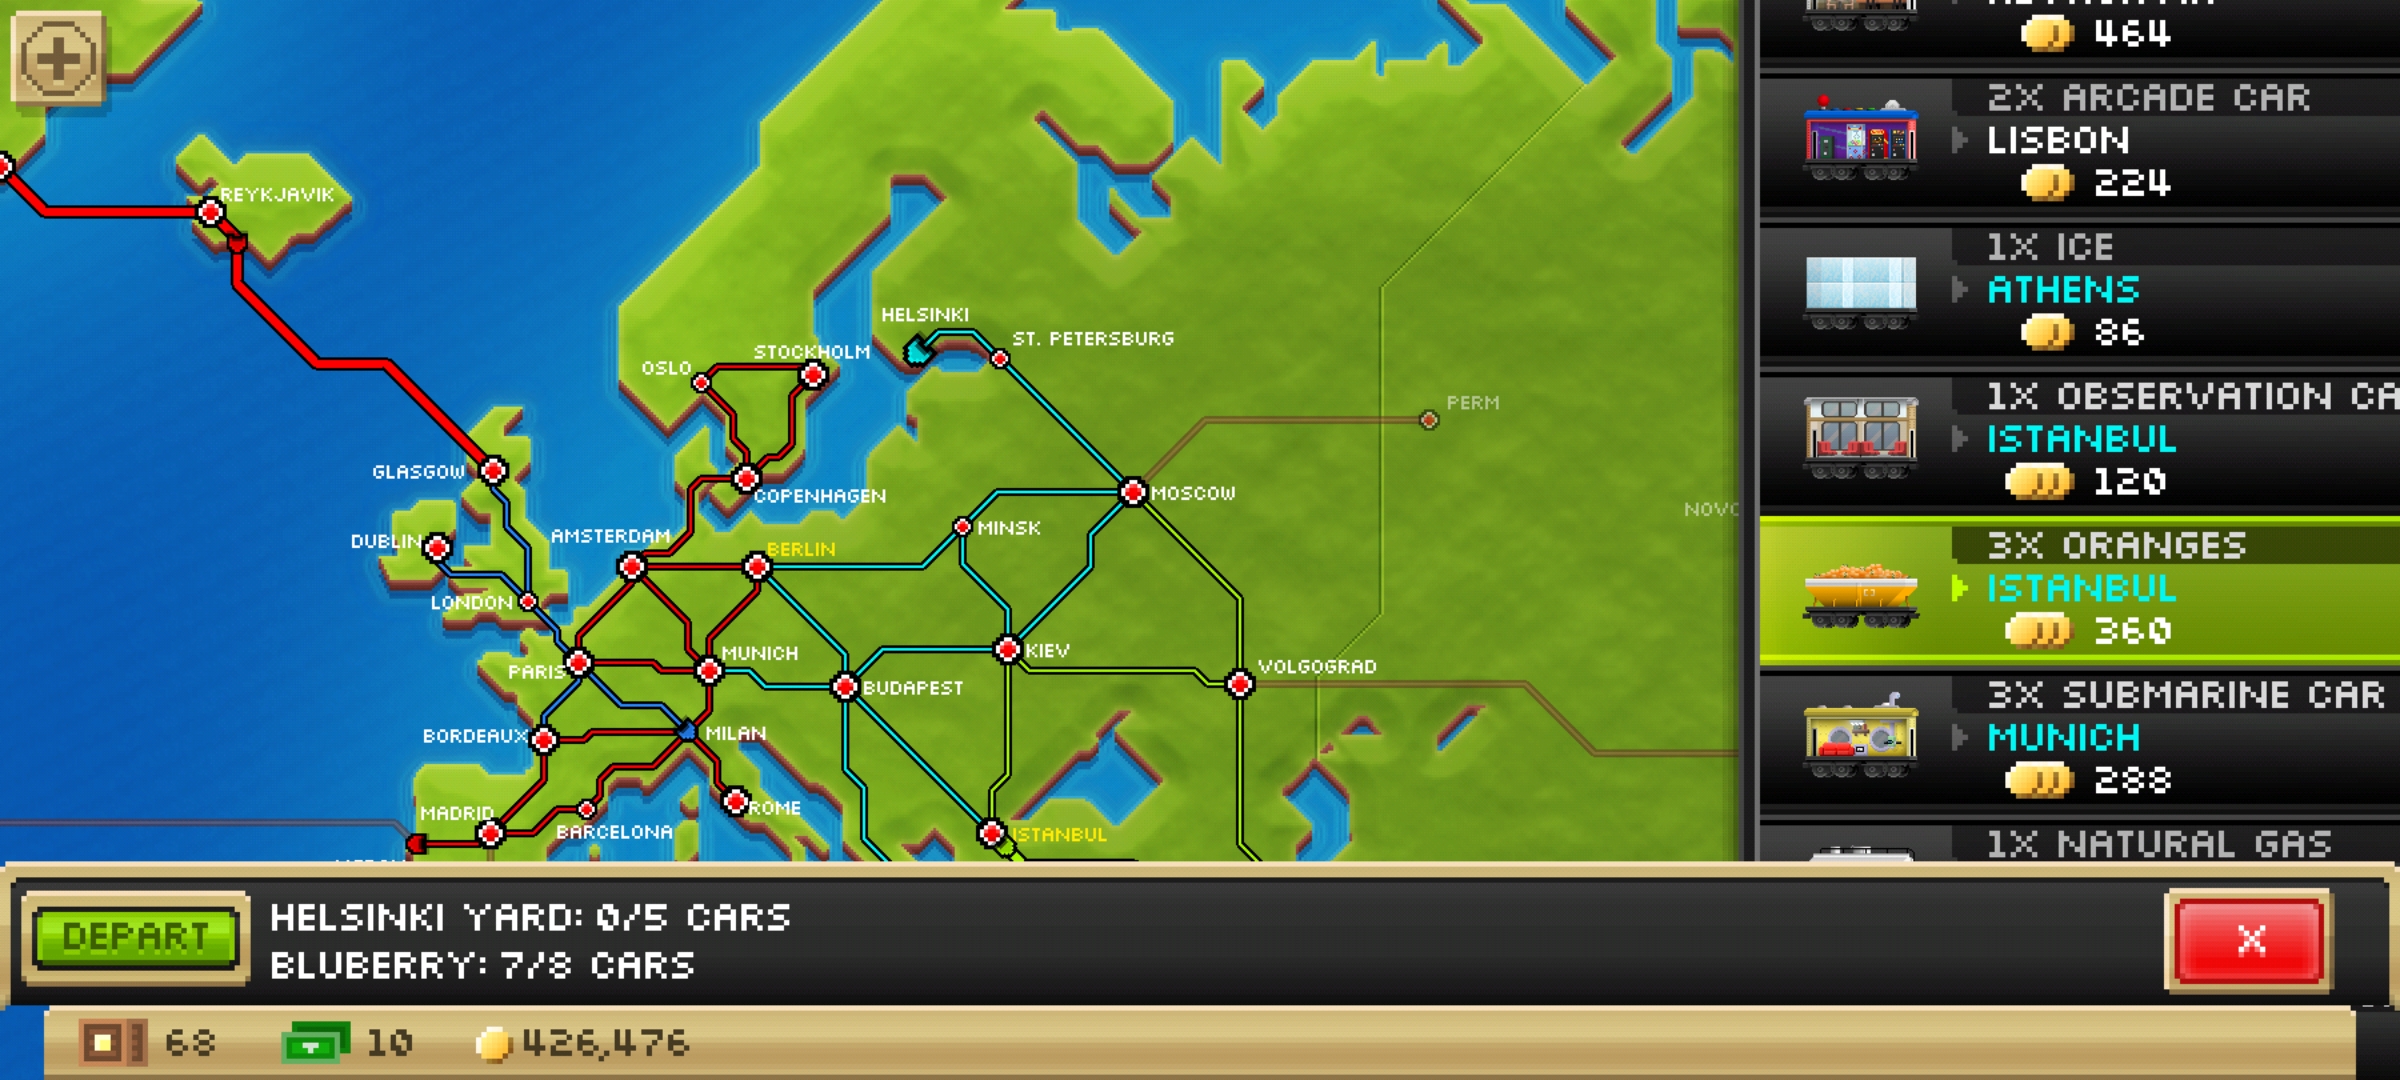 464
2X ARCADE CAR
LISBON
224
1X ICE
ATHENS
86
1X OBSERVATION CA
ISTANBUL
120
3X ORANGES
ISTANBUL
360
3X SUBMARINE CAR
MUNICH
288
1X NATURAL GAS
REYKJAVIK
HELSINKI
ST. PETERSBURG
STOCKHOLM
OSLO
PERM
GLASGOW
COPENHAGEN
MOSCOW
NOVO
MINSK
DUBLIN
AMSTERDAM
BERLIN
LONDON
KIEV
MUNICH
VOLGOGRAD
PARIS
BUDAPEST
BORDEAUX
MILAN
ROME
MADRID
BARCELONA
ISTANBUL
DEPART
HELSINKI YARD: 0/5 CARS
BLUBERRY: 7/8 CARS
X
68
10
426,476